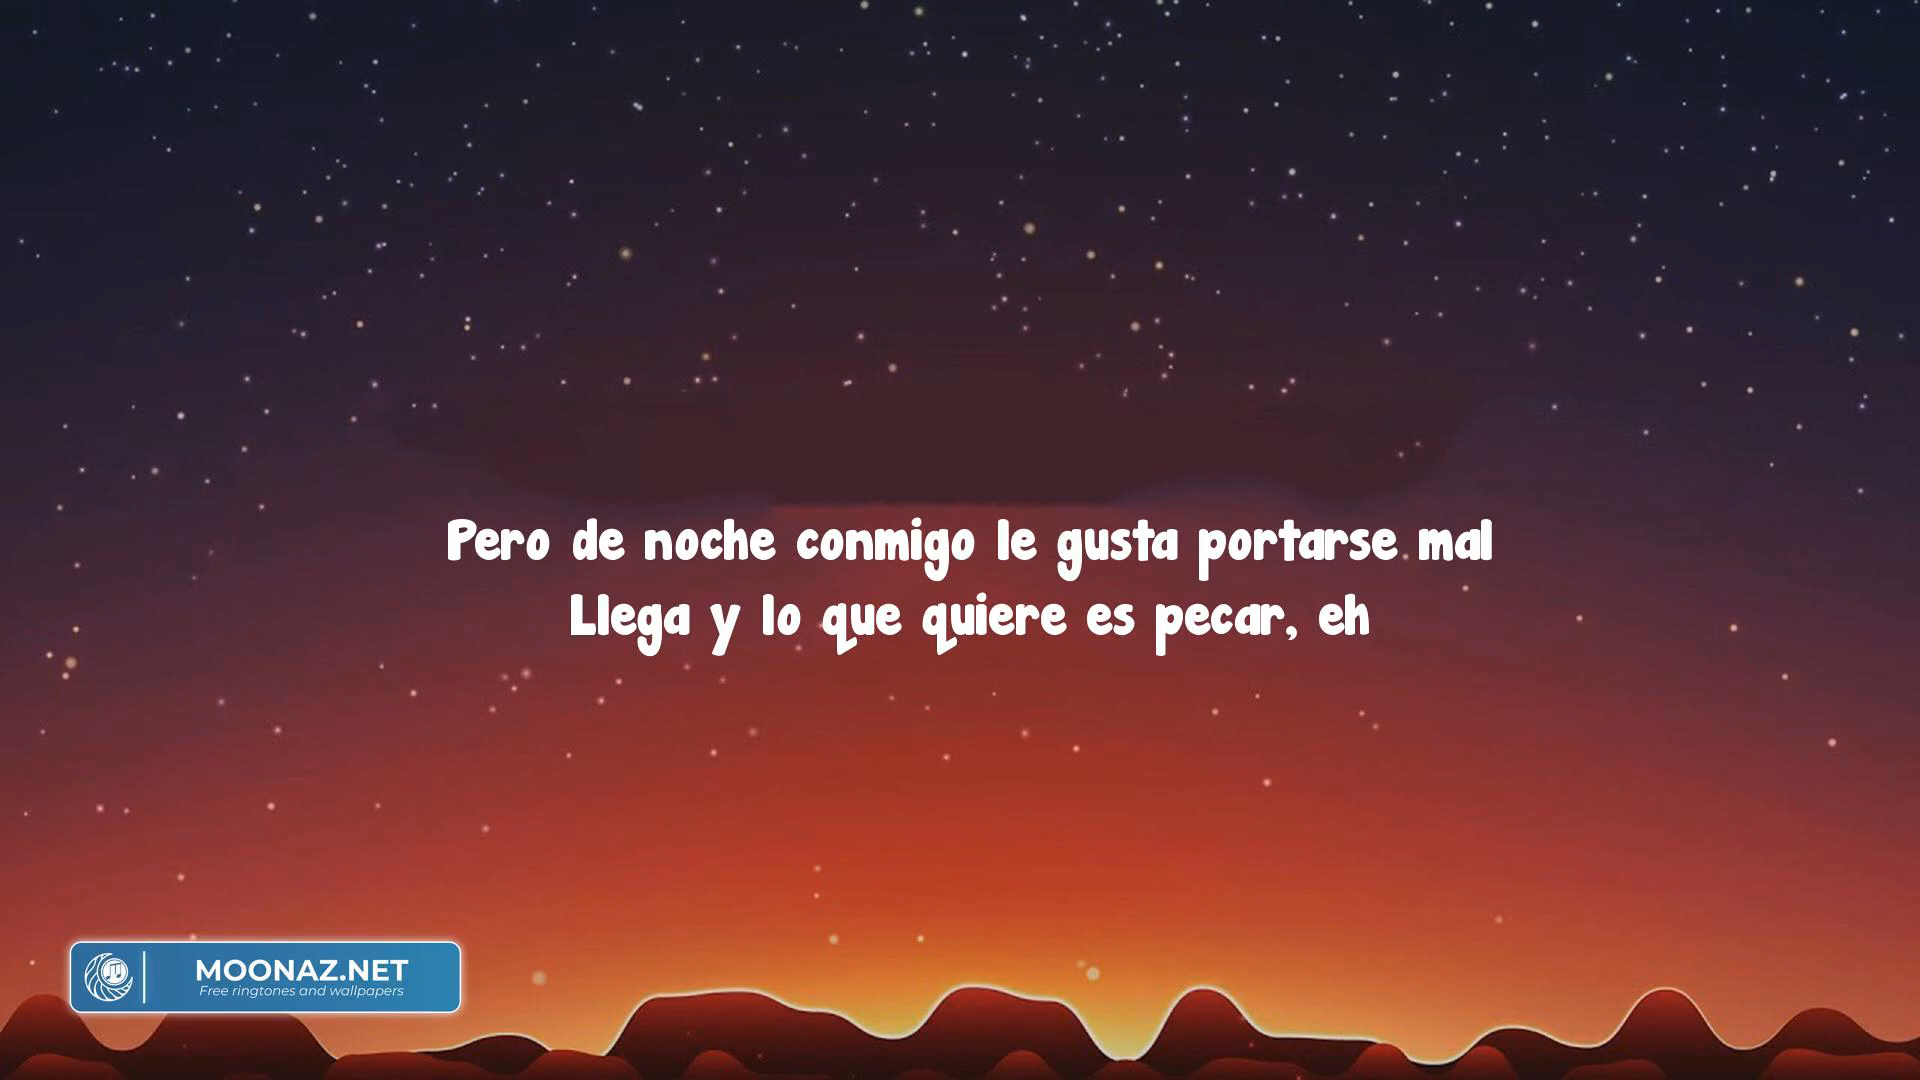 Pero de noche conmigo le gusta portarse mal
Llega y lo que quiere es pecar, eh
MOONAZ.NET
Free ringtones and wallpapers